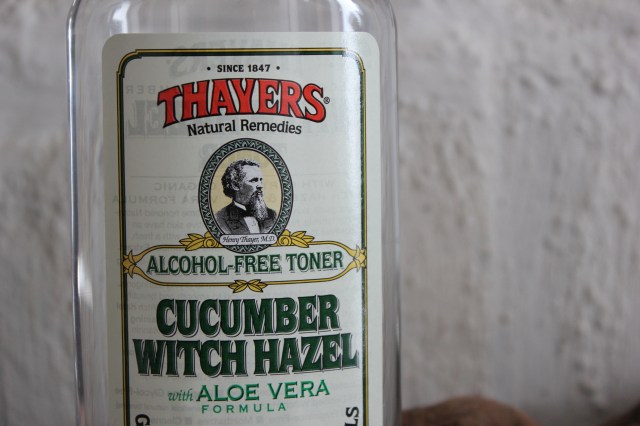 • SINCE 1847 •
THAYERS®
Natural Remedies
Henry Thayer, M.D.
ALCOHOL-FREE TONER
CUCUMBER
WITCH HAZEL
with ALOE VERA
FORMULA